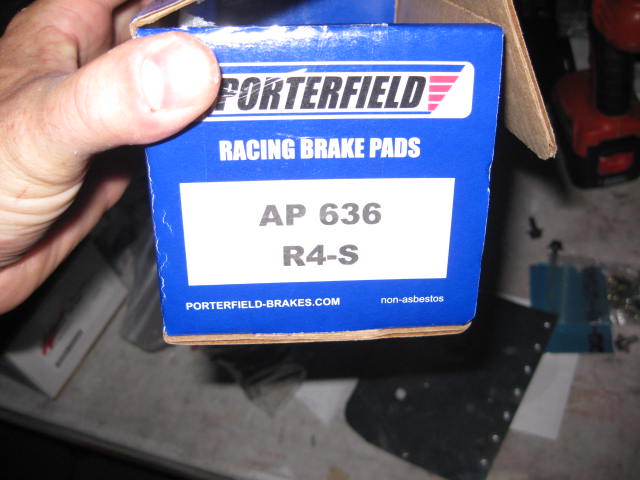 PORTERFIELD
RACING BRAKE PADS
AP 636
R4-S
PORTERFIELD-BRAKES.COM non-asbestos